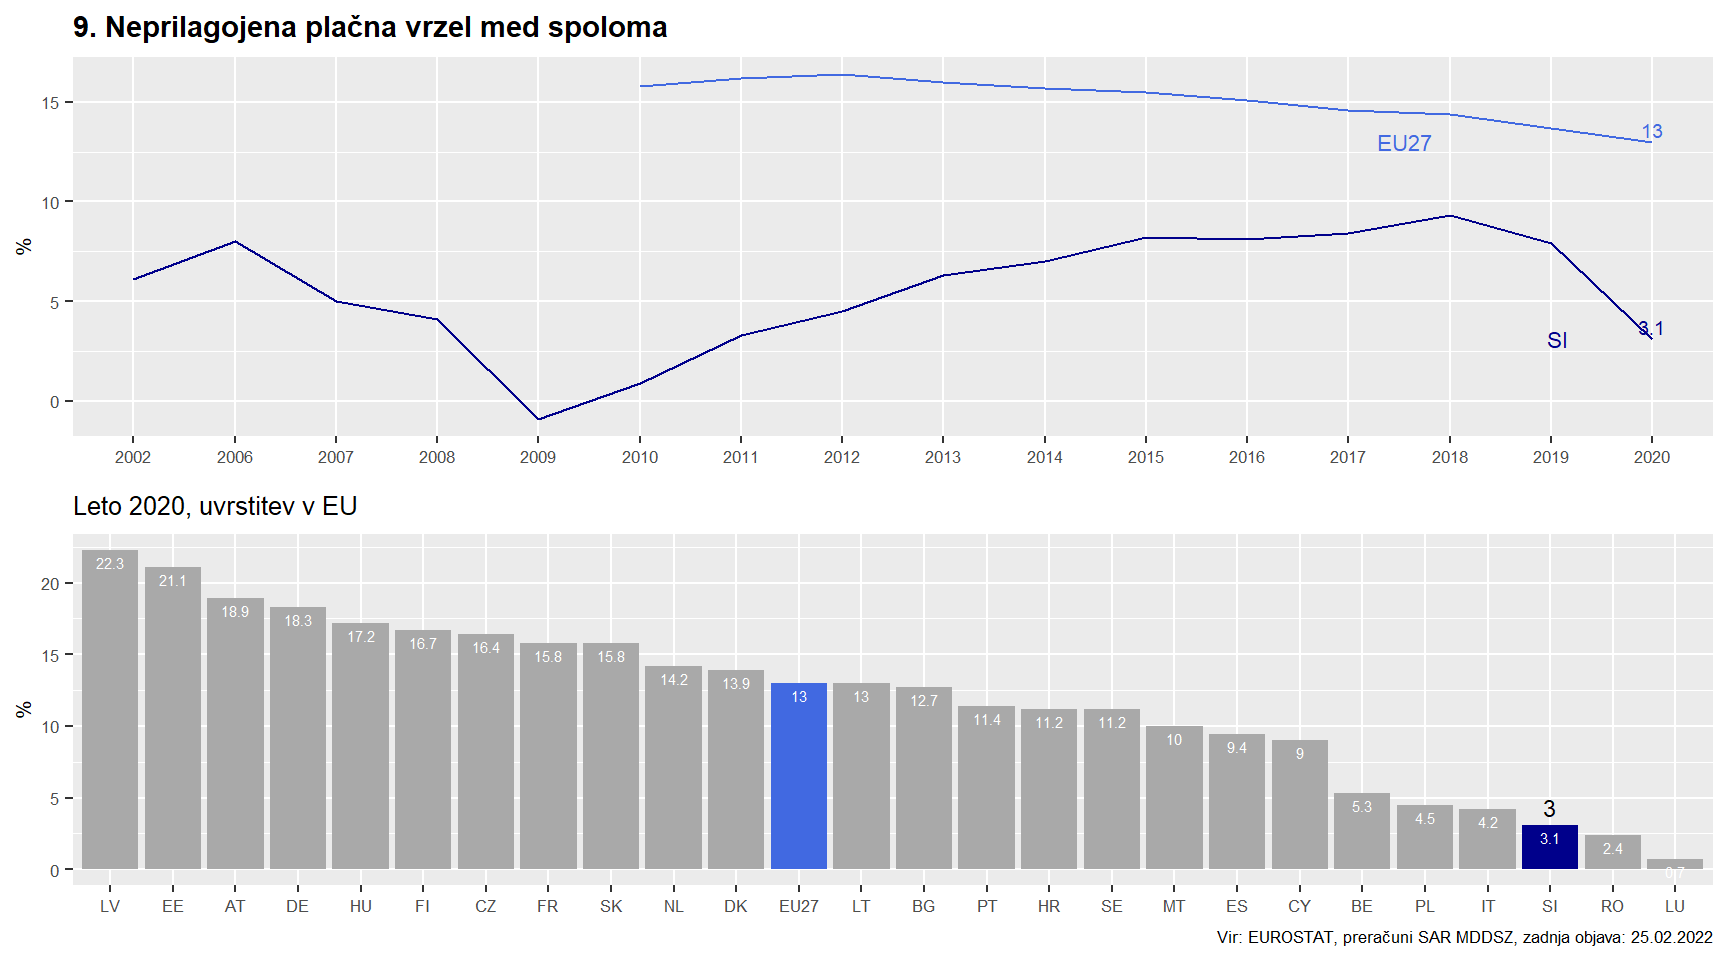 9. Neprilagojena plačna vrzel med spoloma
15
10
5
0
%
EU27
13
SI
3.1
2002 2006 2007 2008 2009 2010 2011 2012 2013 2014 2015 2016 2017 2018 2019 2020
Leto 2020, uvrstitev v EU
20
15
10
5
0
%
22.3 21.1 18.9 18.3 17.2 16.7 16.4 15.8 15.8 14.2 13.9 13 13 12.7 11.4 11.2 11.2 10 9.4 9 5.3 4.5 4.2 3.1 2.4 0.7
3
LV EE AT DE HU FI CZ FR SK NL DK EU27 LT BG PT HR SE MT ES CY BE PL IT SI RO LU
Vir: EUROSTAT, preračuni SAR MDDSZ, zadnja objava: 25.02.2022